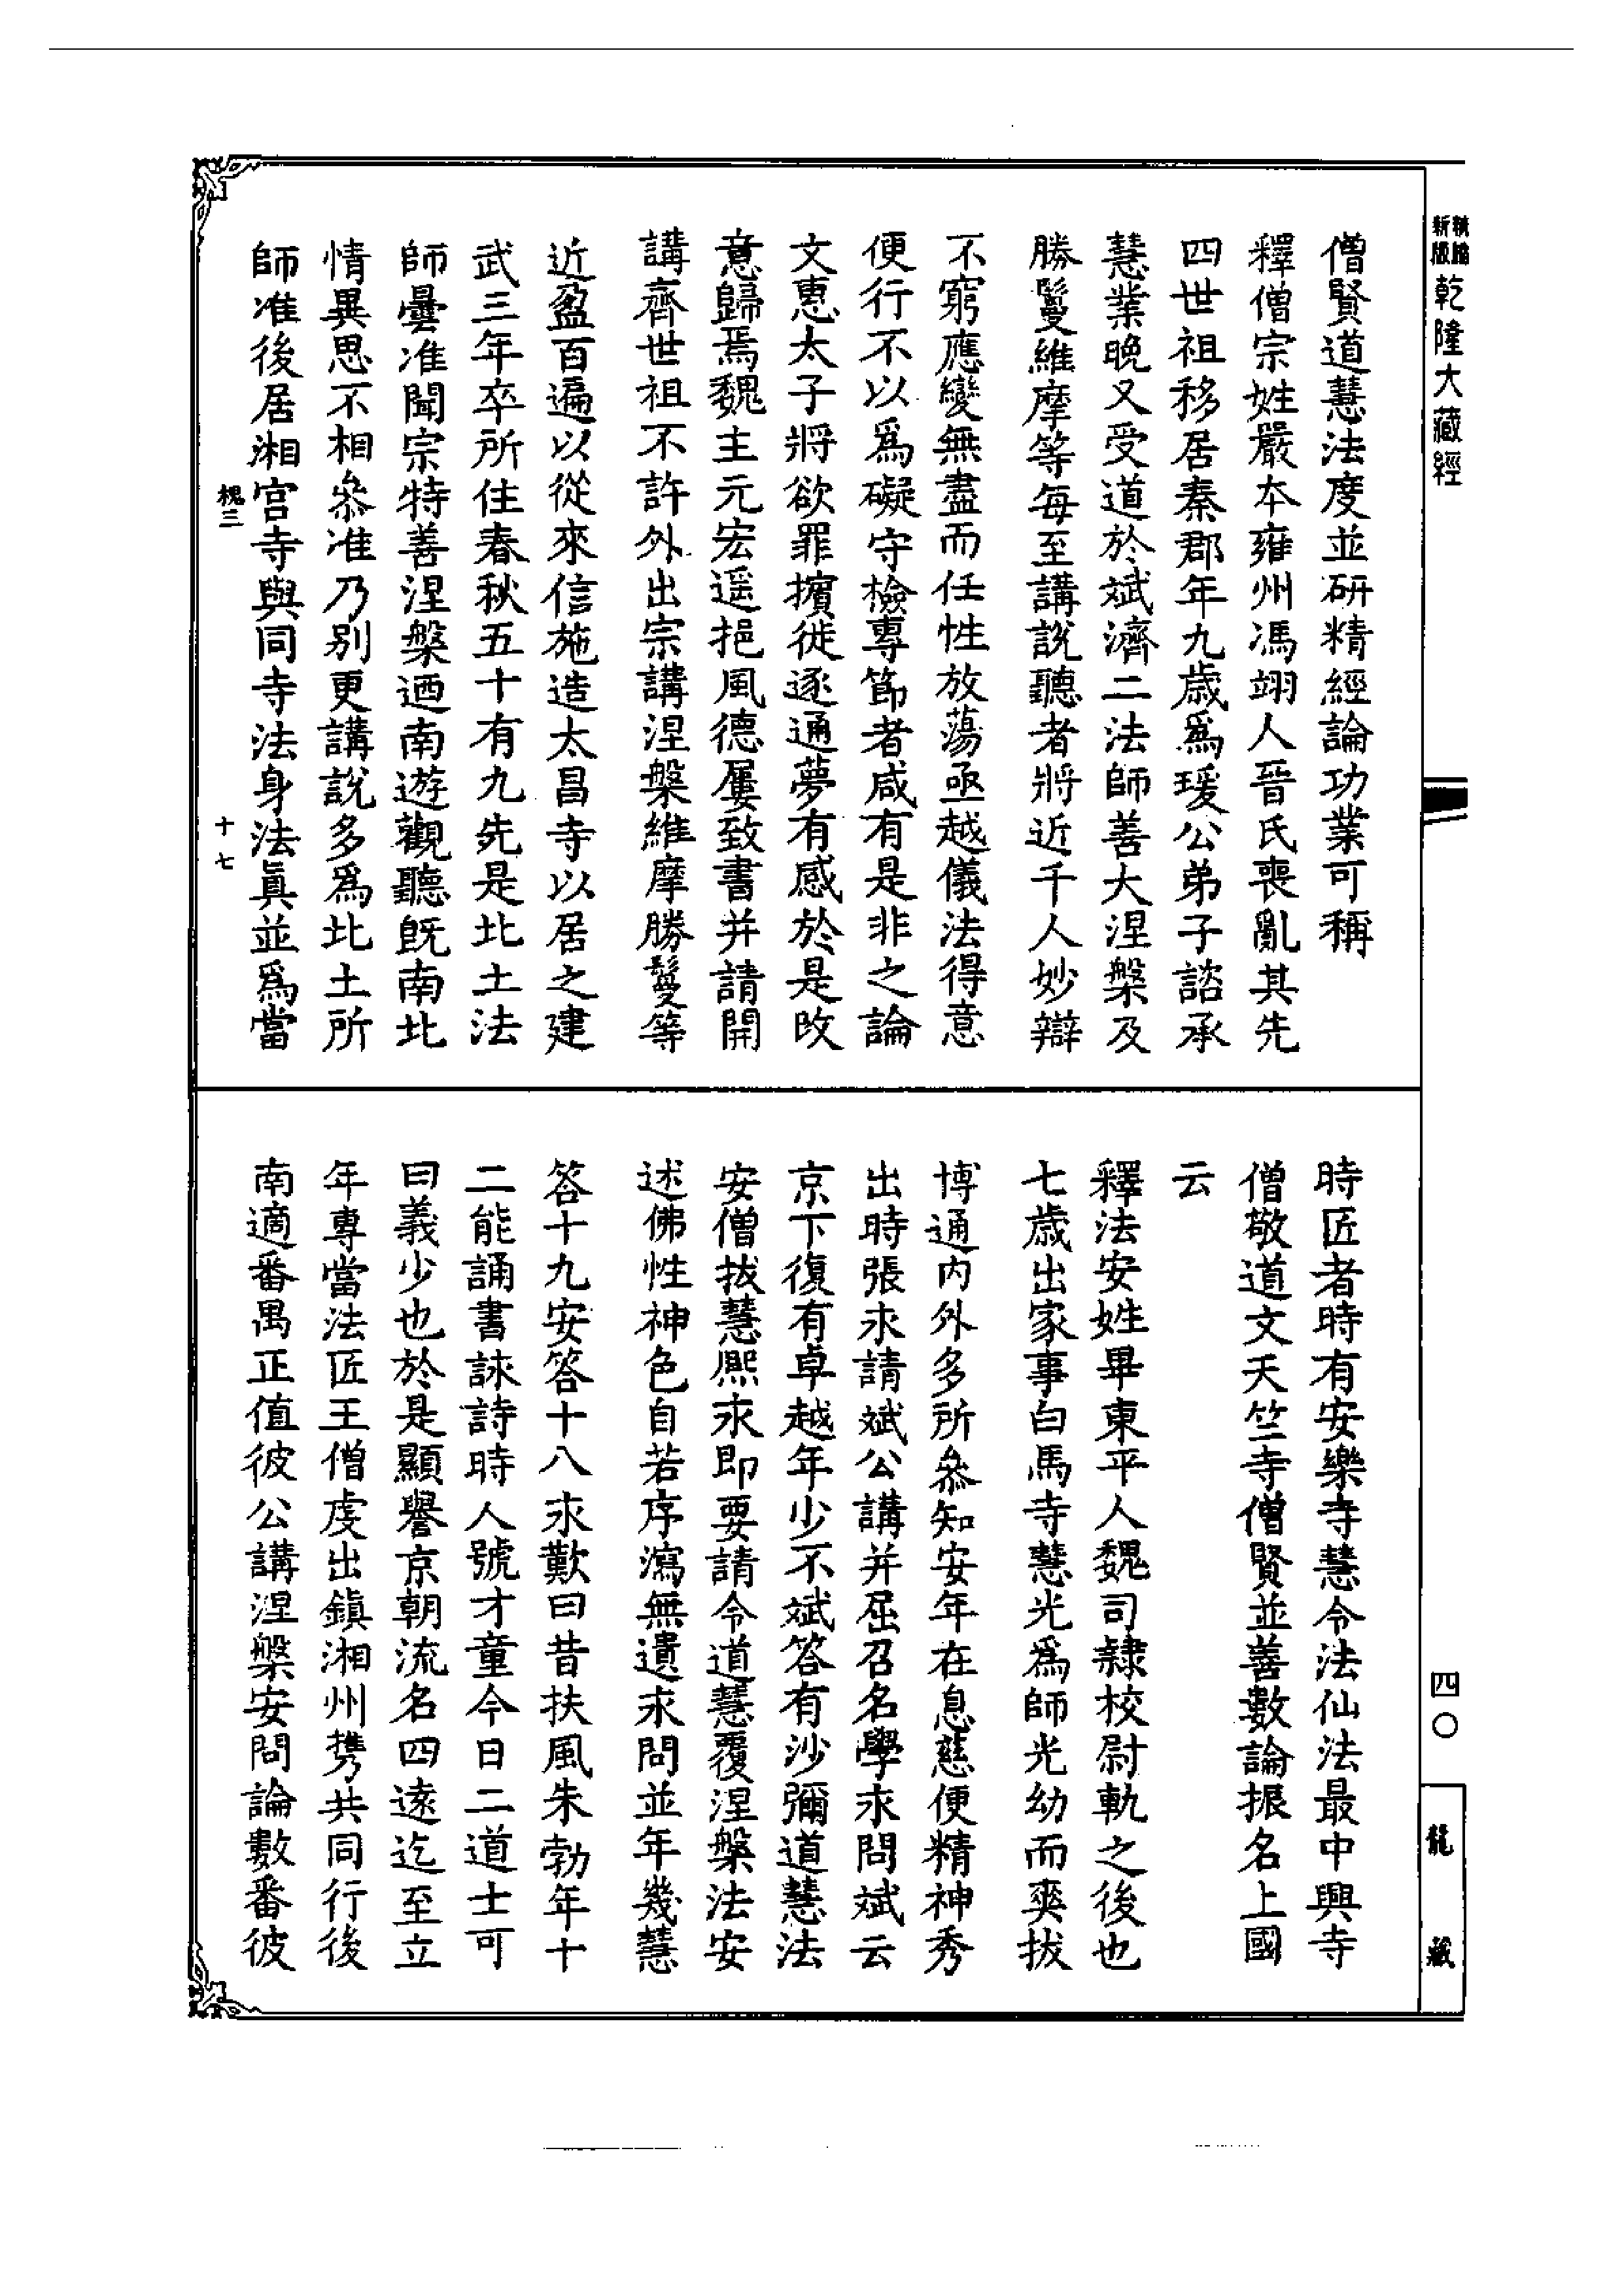 新版
精縮
乾隆大藏經
僧賢道慧法度並研精經論功業可稱
釋僧宗姓嚴本雍州馮翊人晉氏喪亂其先
四世祖移居秦郡年九歲爲瑗公弟子諮承
慧業晚又受道於斌濟二法師善大涅槃及
勝鬘維摩等每至講說聽者將近千人妙辯
不窮應變無盡而任性放蕩亟越儀法得意
便行不以爲礙守檢專節者咸有是非之論
文惠太子將欲罪擯徙逐通夢有感於是改
意歸焉魏主元宏遥挹風德屢致書并請開
講齊世祖不許外出宗講涅槃維摩勝鬘等
近盈百遍以從來信施造太昌寺以居之建
武三年卒所住春秋五十有九先是北土法
師曇准聞宗特善涅槃迺南遊觀聽既南北
情異思不相叅准乃别更講說多爲北土所
師准後居湘宫寺與同寺法身法眞並爲當
槐三
十七
時匠者時有安樂寺慧令法仙法最中興寺
僧敬道文天竺寺僧賢並善數論振名上國
云
釋法安姓畢東平人魏司隸校尉軌之後也
七歲出家事白馬寺慧光爲師光幼而爽拔
博通内外多所叅知安年在息慈便精神秀
出時張永請斌公講并屈召名學永問斌云
京下復有卓越年少不斌答有沙彌道慧法
安僧拔慧熙永即要請令道慧覆涅槃法安
述佛性神色自若序瀉無遺永問並年幾慧
答十九安答十八永歎曰昔扶風朱勃年十
二能誦書詠詩時人號才童今日二道士可
曰義少也於是顯譽京朝流名四遠迄至立
年專當法匠王僧虔出鎭湘州携共同行後
南適番禺正值彼公講涅槃安問論數番彼
四〇
龍藏